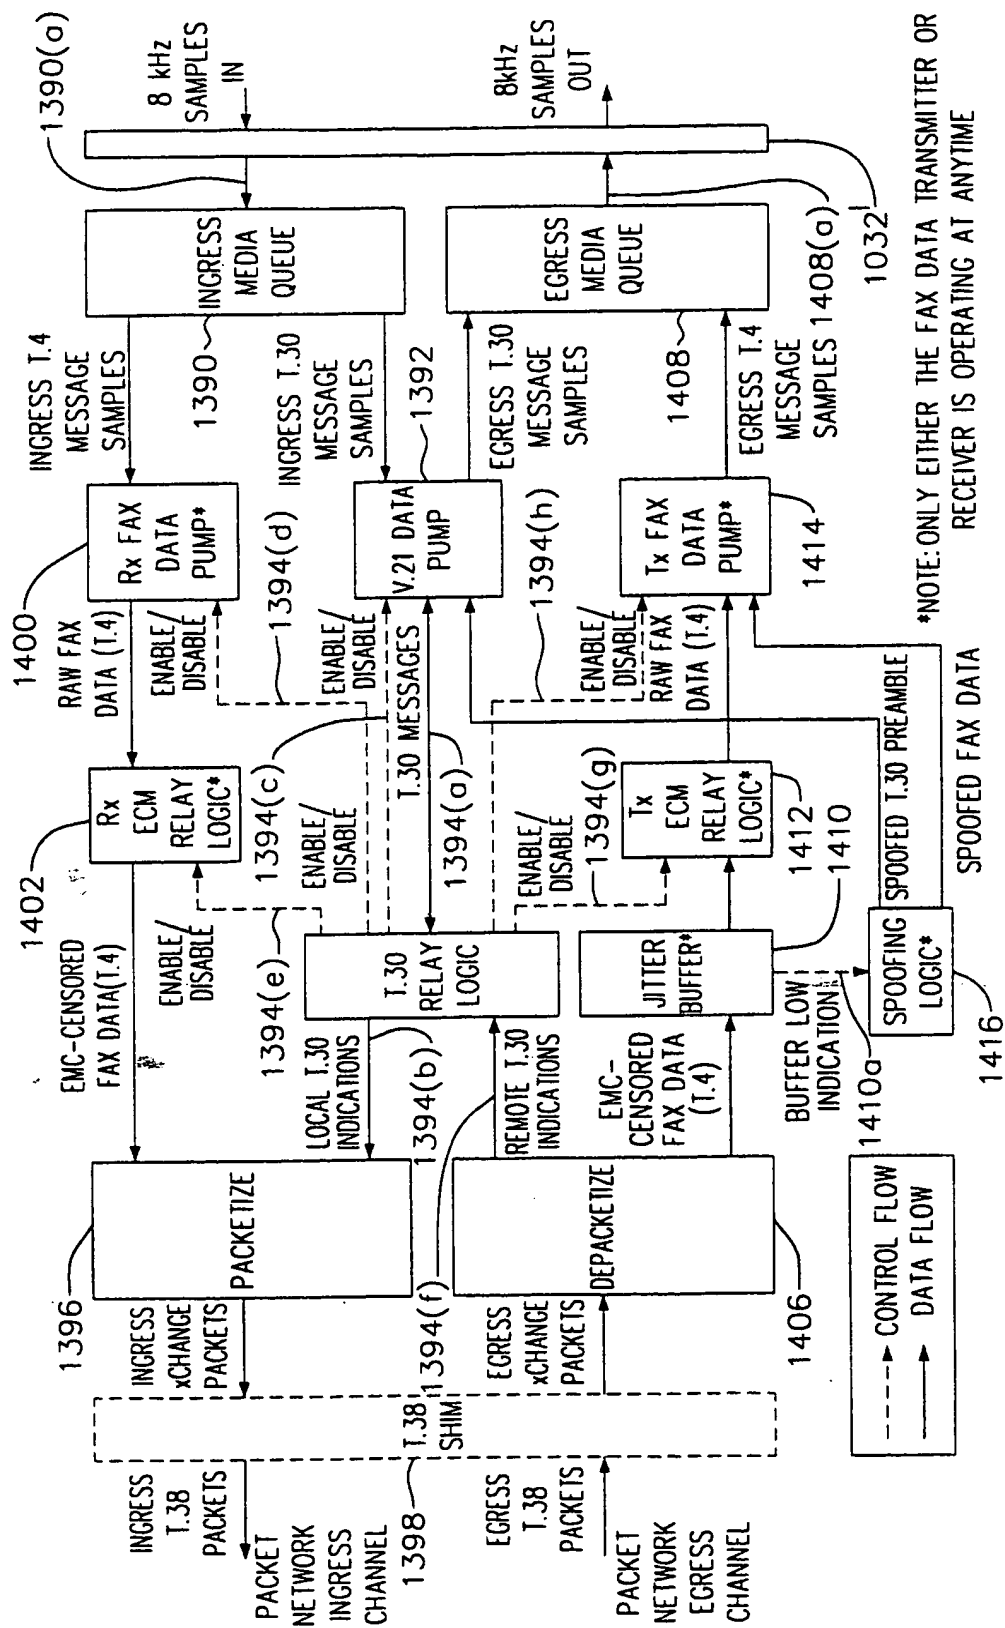 8 kHz
SAMPLES
IN
1390(a)
8kHz
SAMPLES
OUT
1032'
INGRESS
MEDIA
QUEUE
1390
EGRESS
MEDIA
QUEUE
1408
1408(a)
INGRESS T.4
MESSAGE
SAMPLES
INGRESS T.30
MESSAGE
SAMPLES
EGRESS T.30
MESSAGE
SAMPLES
EGRESS T.4
MESSAGE
SAMPLES
Rx FAX
DATA
PUMP*
1400
V.21 DATA
PUMP
1392
Tx FAX
DATA
PUMP*
1414
RAW FAX
DATA (T.4)
ENABLE/
DISABLE
1394(d)
1394(c)
ENABLE/
DISABLE
T.30 MESSAGES
1394(a)
1394(h)
ENABLE/
DISABLE
RAW FAX
DATA (T.4)
Rx
ECM
RELAY
LOGIC*
1402
ENABLE/
DISABLE
ENABLE/
DISABLE
1394(g)
Tx
ECM
RELAY
LOGIC*
1412
EMC-CENSORED
FAX DATA(T.4)
ENABLE/
DISABLE
1394(e)
T.30
RELAY
LOGIC
JITTER
BUFFER*
1410
SPOOFED T.30 PREAMBLE
SPOOFED FAX DATA
SPOOFING
LOGIC*
1416
BUFFER LOW
INDICATION
1410a
LOCAL T.30
INDICATIONS
1394(b)
REMOTE T.30
INDICATIONS
1394(f)
EMC-
CENSORED
FAX DATA
(T.4)
PACKETIZE
1396
DEPACKETIZE
1406
INGRESS
xCHANGE
PACKETS
EGRESS
xCHANGE
PACKETS
T.38
SHIM
1398
INGRESS
T.38
PACKETS
EGRESS
T.38
PACKETS
PACKET
NETWORK
INGRESS
CHANNEL
PACKET
NETWORK
EGRESS
CHANNEL
CONTROL FLOW
DATA FLOW
*NOTE: ONLY EITHER THE FAX DATA TRANSMITTER OR
RECEIVER IS OPERATING AT ANYTIME